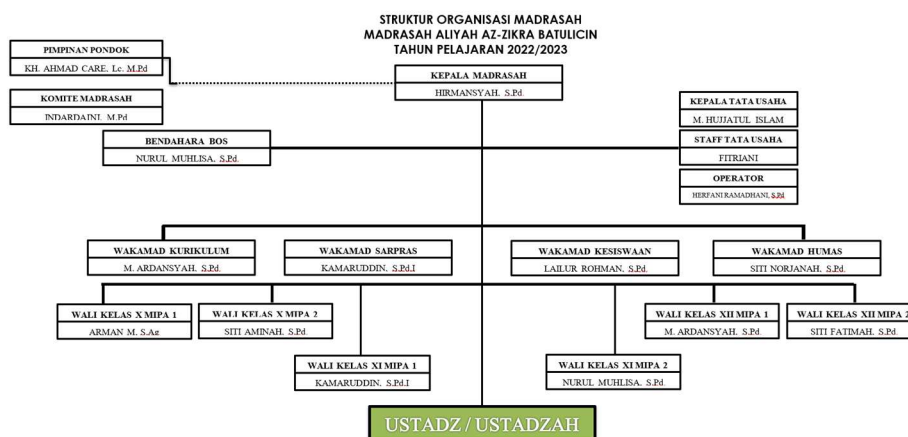 STRUKTUR ORGANISASI MADRASAH
MADRASAH ALIYAH AZ-ZIKRA BATULICIN
TAHUN PELAJARAN 2022/2023
PIMPINAN PONDOK
KH. AHMAD CARE. Lc. M.Pd
KEPALA MADRASAH
HIRMANSYAH. S.Pd.
KOMITE MADRASAH
INDARDAINI. M.Pd
KEPALA TATA USAHA
M. HUJJATUL ISLAM
BENDAHARA BOS
NURUL MUHLISA. S.Pd.
STAFF TATA USAHA
FITRIANI
OPERATOR
HERFANI RAMADHANI, S.Pd
WAKAMAD KURIKULUM
M. ARDANSYAH. S.Pd.
WAKAMAD SARPRAS
KAMARUDDIN. S.Pd.I
WAKAMAD KESISWAAN
LAILUR ROHMAN. S.Pd.
WAKAMAD HUMAS
SITI NORJANAH. S.Pd.
WALI KELAS X MIPA 1
ARMAN M. S.Ag
WALI KELAS X MIPA 2
SITI AMINAH. S.Pd.
WALI KELAS XII MIPA 1
M. ARDANSYAH. S.Pd.
WALI KELAS XII MIPA 2
SITI FATIMAH. S.Pd.
WALI KELAS XI MIPA 1
KAMARUDDIN. S.Pd.I
WALI KELAS XI MIPA 2
NURUL MUHLISA. S.Pd.
USTADZ / USTADZAH